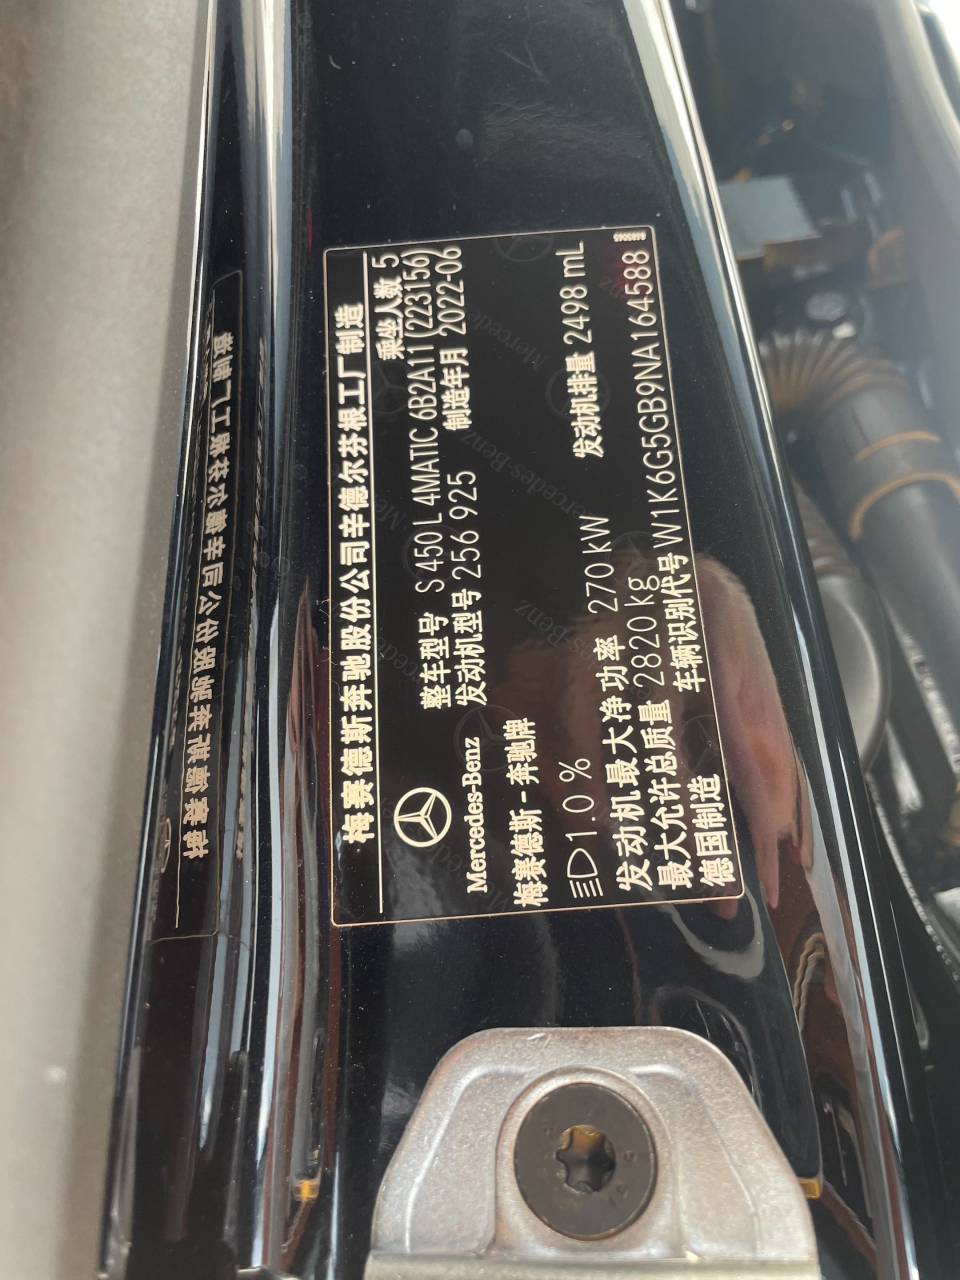 梅赛德斯奔驰股份公司辛德尔芬根工厂制造
乘坐人数 5
整车型号 S 450 L 4MATIC 6B2A11(223156)
发动机型号 256 925 制造年月 2022-06
Mercedes-Benz
梅赛德斯-奔驰牌
1.0 % 发动机排量 2498 mL
发动机最大净功率 270 kW
最大允许总质量 2820 kg
德国制造 车辆识别代号 W1K6G5GB9NA164588